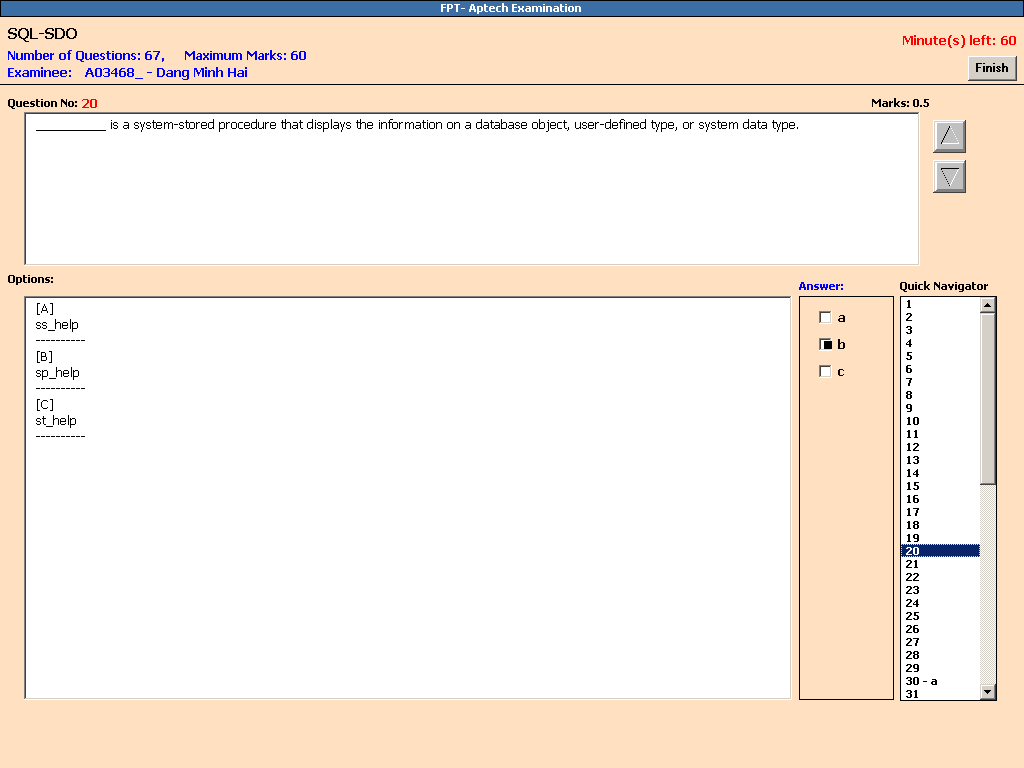 FPT- Aptech Examination
SQL-SDO
Number of Questions: 67, Maximum Marks: 60
Minute(s) left: 60
Examinee: A03468_ - Dang Minh Hai
Finish
Question No: 20
Marks: 0.5
__________ is a system-stored procedure that displays the information on a database object, user-defined type, or system data type.
Options:
Answer:
Quick Navigator
[A]
ss_help
----------
[B]
sp_help
----------
[C]
st_help
----------
a
b
c
1
2
3
4
5
6
7
8
9
10
11
12
13
14
15
16
17
18
19
20
21
22
23
24
25
26
27
28
29
30 - a
31